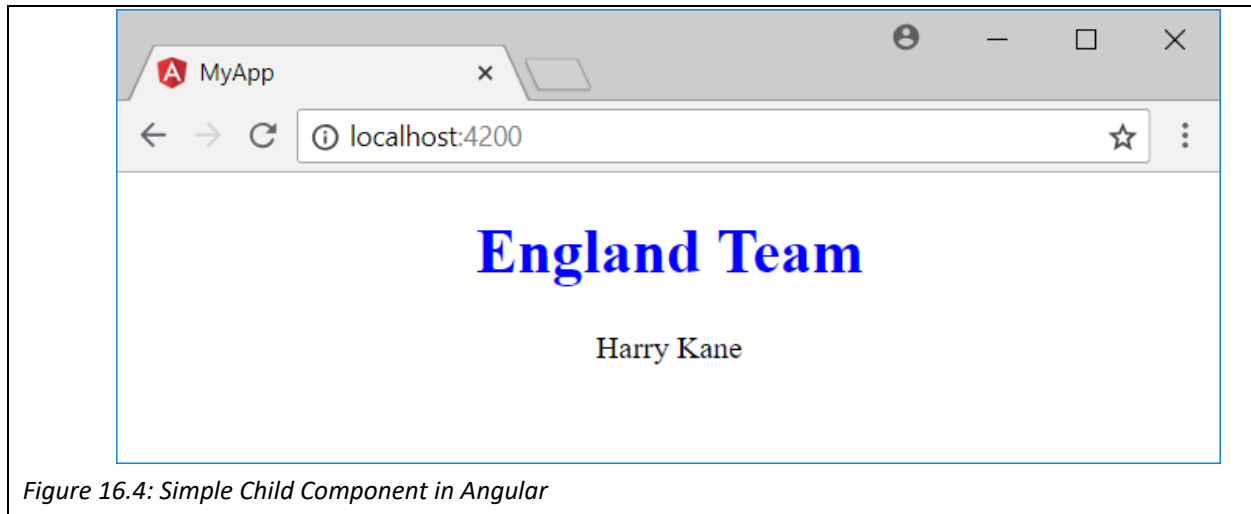 MyApp
localhost:4200
England Team
Harry Kane
Figure 16.4: Simple Child Component in Angular